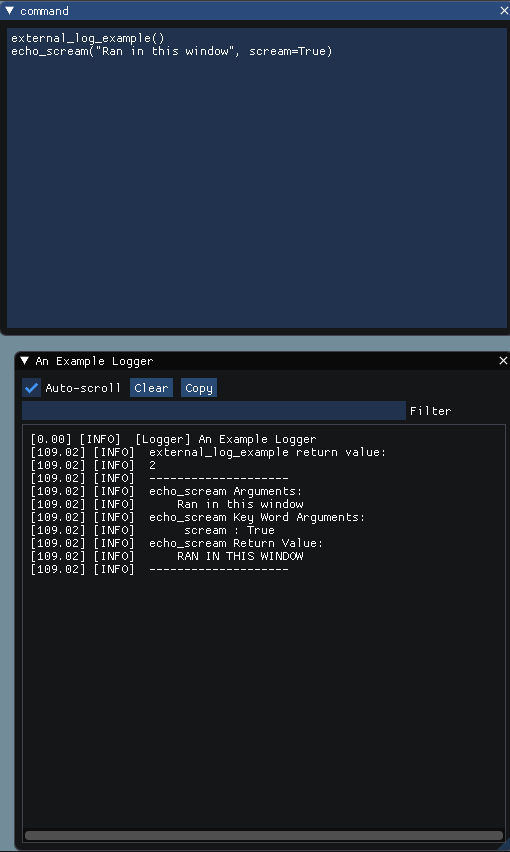 command
external_log_example()
echo_scream("Ran in this window", scream=True)
An Example Logger
Auto-scroll Clear Copy
Filter
[0.00] [INFO] [Logger] An Example Logger
[109.02] [INFO] external_log_example return value:
[109.02] [INFO] 2
[109.02] [INFO] --------------------
[109.02] [INFO] echo_scream Arguments:
[109.02] [INFO] Ran in this window
[109.02] [INFO] echo_scream Key Word Arguments:
[109.02] [INFO] scream : True
[109.02] [INFO] echo_scream Return Value:
[109.02] [INFO] RAN IN THIS WINDOW
[109.02] [INFO] --------------------